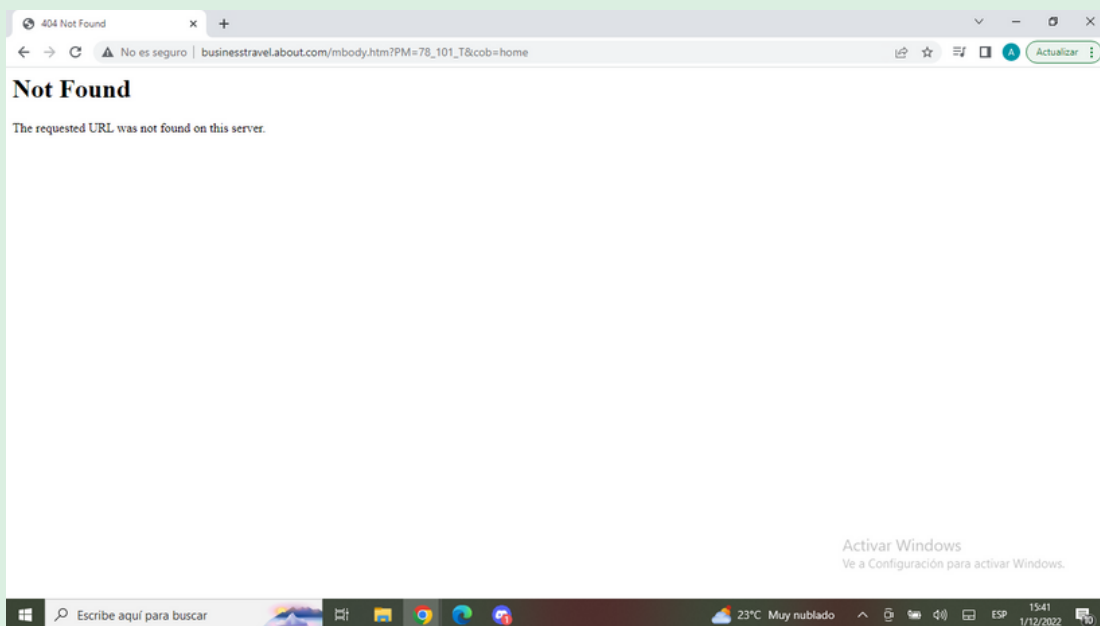 404 Not Found
No es seguro
businesstravel.about.com/mbody.htm?PM=78_101_T&cob=home
A
Actualizar
Not Found
The requested URL was not found on this server.
Activar Windows
Ve a Configuración para activar Windows.
Escribe aquí para buscar
1
23°C Muy nublado
ESP
15:41
1/12/2022
10